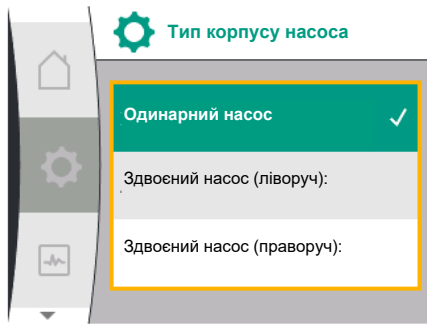 Тип корпусу насоса
Одинарний насос
Здвоєний насос (ліворуч):
Здвоєний насос (праворуч):